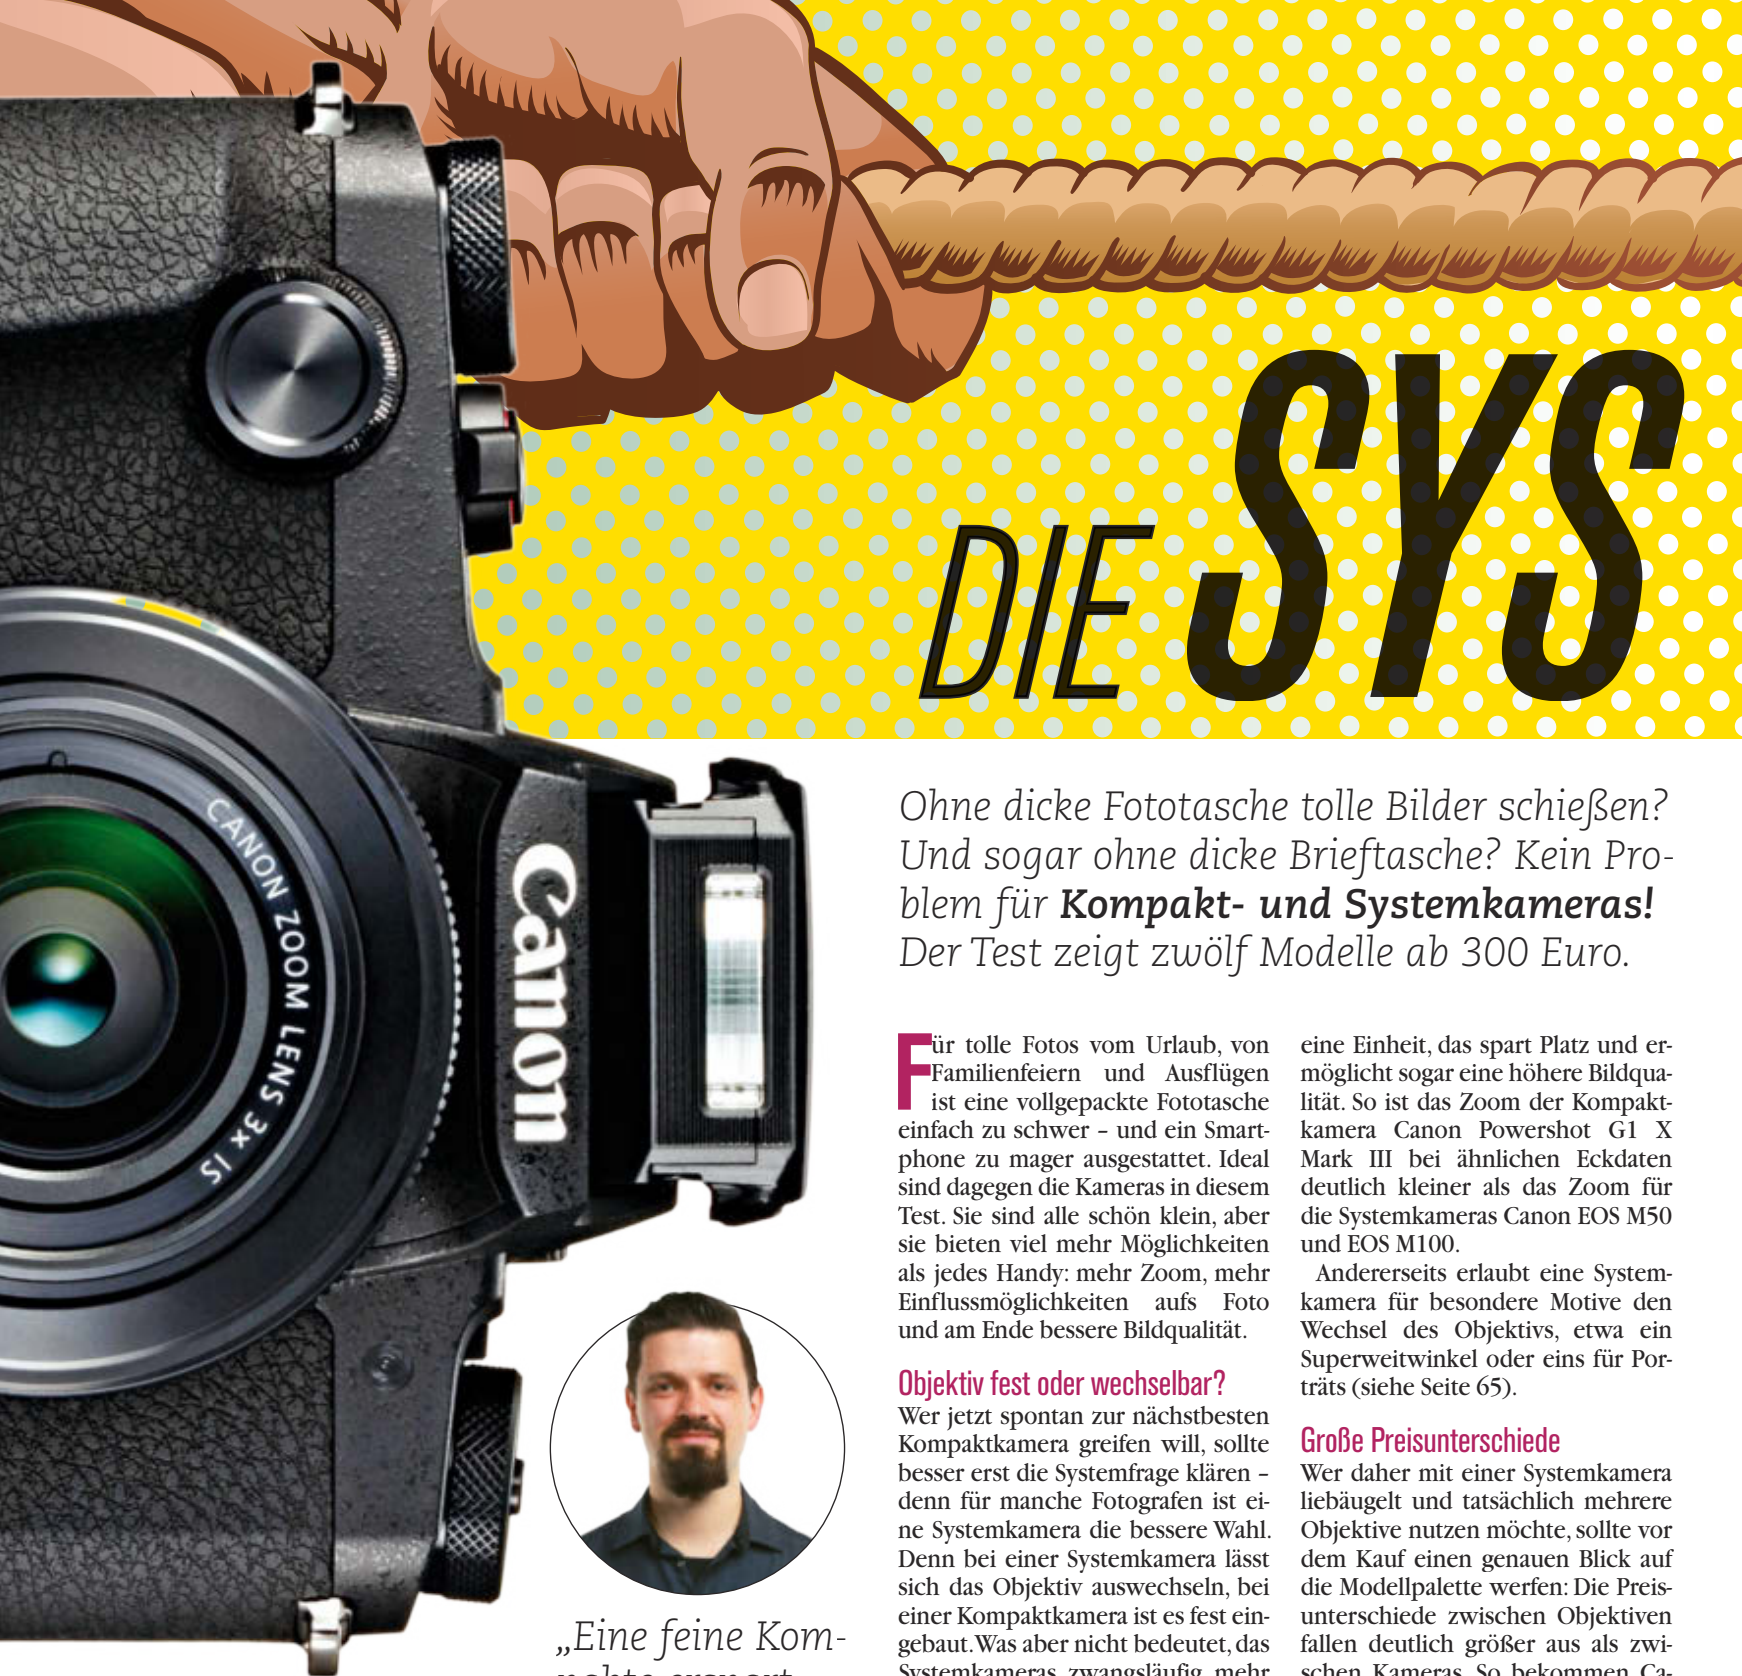 DIE SYS
CANON ZOOM LENS 3x IS
Canon
Ohne dicke Fototasche tolle Bilder schießen?
Und sogar ohne dicke Brieftasche? Kein Pro-
blem für Kompakt- und Systemkameras!
Der Test zeigt zwölf Modelle ab 300 Euro.
Für tolle Fotos vom Urlaub, von
Familienfeiern und Ausflügen
ist eine vollgepackte Fototasche
einfach zu schwer – und ein Smart-
phone zu mager ausgestattet. Ideal
sind dagegen die Kameras in diesem
Test. Sie sind alle schön klein, aber
sie bieten viel mehr Möglichkeiten
als jedes Handy: mehr Zoom, mehr
Einflussmöglichkeiten aufs Foto
und am Ende bessere Bildqualität.
Objektiv fest oder wechselbar?
Wer jetzt spontan zur nächstbesten
Kompaktkamera greifen will, sollte
besser erst die Systemfrage klären –
denn für manche Fotografen ist ei-
ne Systemkamera die bessere Wahl.
Denn bei einer Systemkamera lässt
sich das Objektiv auswechseln, bei
einer Kompaktkamera ist es fest ein-
gebaut. Was aber nicht bedeutet, das
Systemkameras zwangsläufig mehr
eine Einheit, das spart Platz und er-
möglicht sogar eine höhere Bildqua-
lität. So ist das Zoom der Kompakt-
kamera Canon Powershot G1 X
Mark III bei ähnlichen Eckdaten
deutlich kleiner als das Zoom für
die Systemkameras Canon EOS M50
und EOS M100.
Andererseits erlaubt eine System-
kamera für besondere Motive den
Wechsel des Objektivs, etwa ein
Superweitwinkel oder eins für Por-
träts (siehe Seite 65).
Große Preisunterschiede
Wer daher mit einer Systemkamera
liebäugelt und tatsächlich mehrere
Objektive nutzen möchte, sollte vor
dem Kauf einen genauen Blick auf
die Modellpalette werfen: Die Preis-
unterschiede zwischen Objektiven
fallen deutlich größer aus als zwi-
schen Kameras. So bekommen Ca-
„Eine feine Kom-